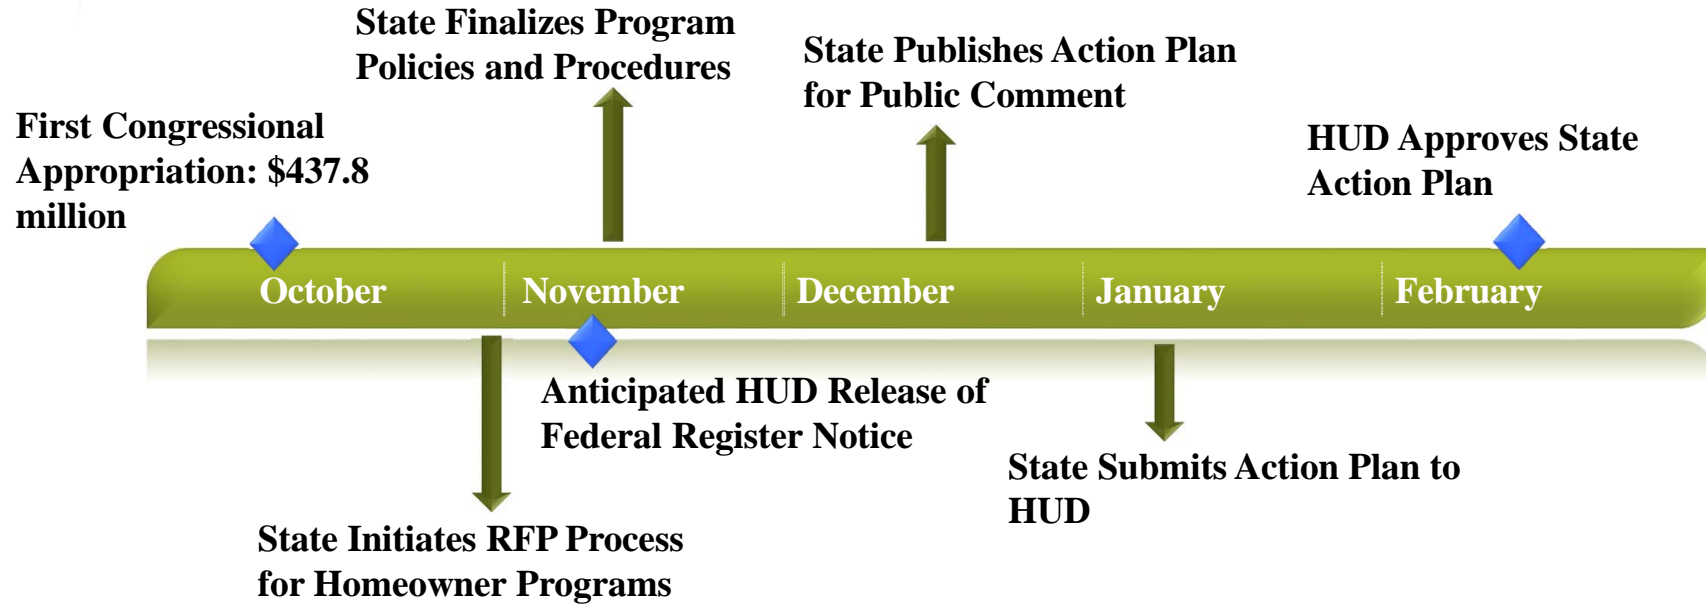 State Finalizes Program
Policies and Procedures
State Publishes Action Plan
for Public Comment
First Congressional
Appropriation: $437.8
million
HUD Approves State
Action Plan
October
November
December
January
February
Anticipated HUD Release of
Federal Register Notice
State Submits Action Plan to
HUD
State Initiates RFP Process
for Homeowner Programs